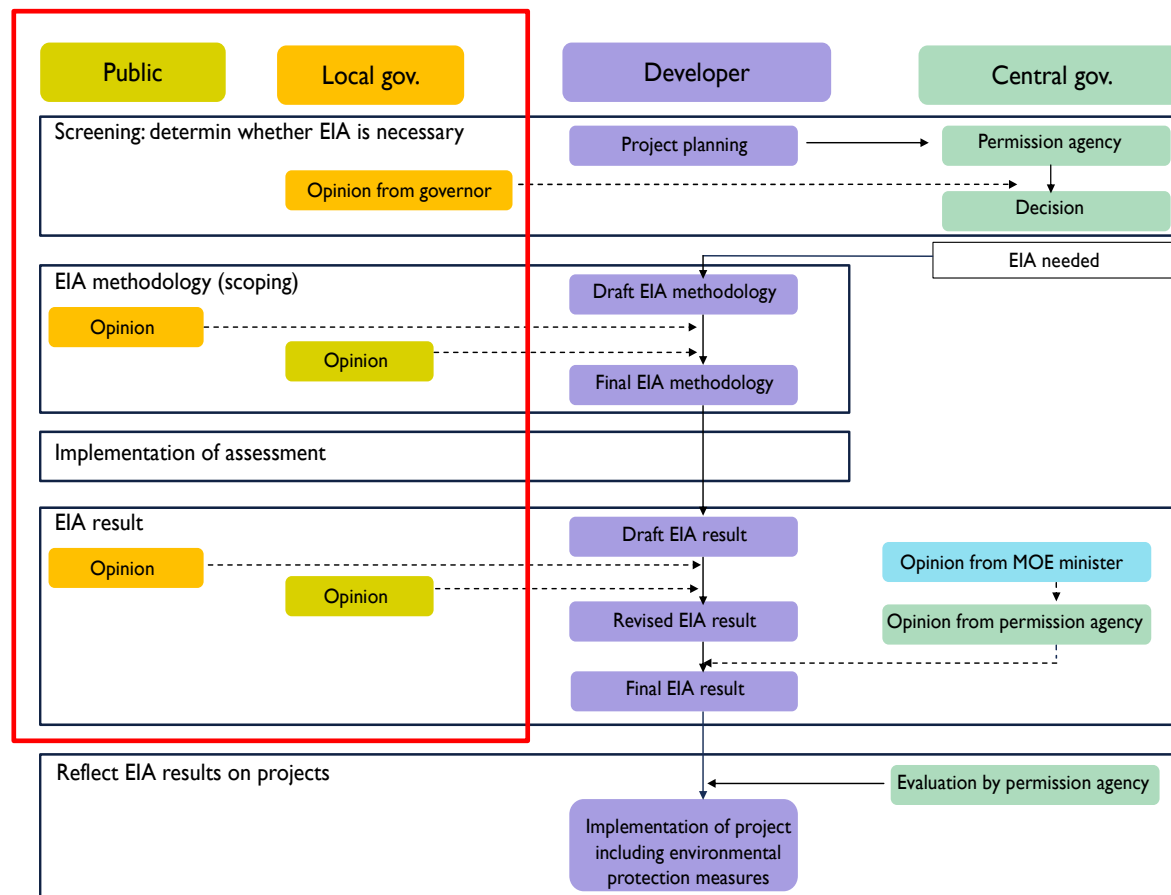 Public
Local gov.
Developer
Central gov.
Screening: determin whether EIA is necessary
Project planning
Permission agency
Opinion from governor
Decision
EIA needed
EIA methodology (scoping)
Draft EIA methodology
Opinion
Opinion
Final EIA methodology
Implementation of assessment
EIA result
Draft EIA result
Opinion
Opinion from MOE minister
Opinion
Revised EIA result
Opinion from permission agency
Final EIA result
Reflect EIA results on projects
Evaluation by permission agency
Implementation of project
including environmental
protection measures